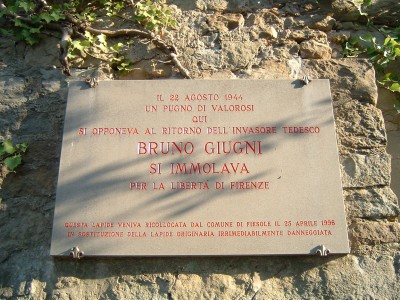 IL 22 AGOSTO 1944
UN PUGNO DI VALOROSI
QUI
SI OPPONEVA AL RITORNO DELL'INVASORE TEDESCO
BRUNO GIUGNI
SI IMMOLAVA
PER LA LIBERTÀ DI FIRENZE
QUESTA LAPIDE VENIVA RICOLLOCATA DAL COMUNE DI FIESOLE IL 25 APRILE 1996
IN SOSTITUZIONE DELLA LAPIDE ORIGINARIA IRRIMEDIABILMENTE DANNEGGIATA